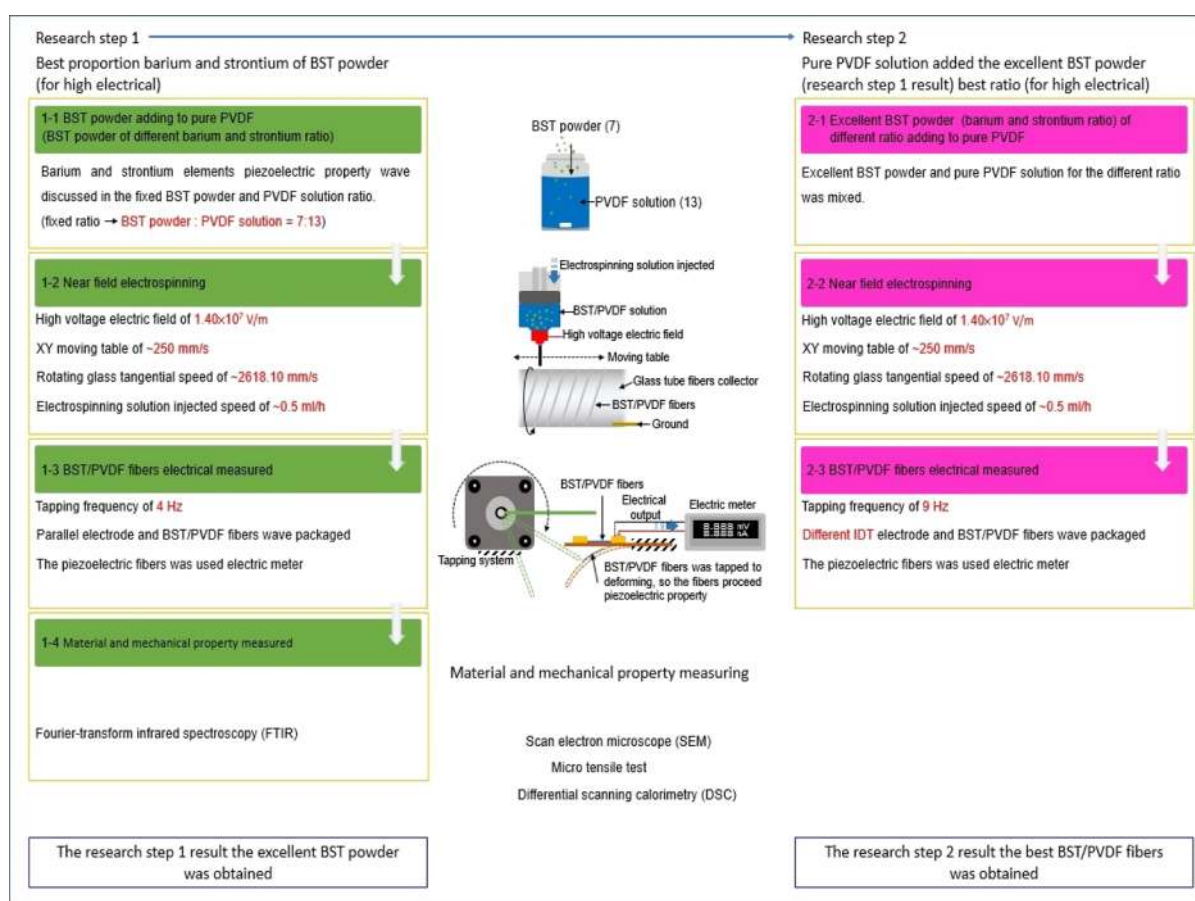 Research step 1
Best proportion barium and strontium of BST powder
(for high electrical)
1-1 BST powder adding to pure PVDF
(BST powder of different barium and strontium ratio)
Barium and strontium elements piezoelectric property wave
discussed in the fixed BST powder and PVDF solution ratio.
(fixed ratio → BST powder : PVDF solution = 7:13)
1-2 Near field electrospinning
High voltage electric field of 1.40×10⁷ V/m
XY moving table of ~250 mm/s
Rotating glass tangential speed of ~2618.10 mm/s
Electrospinning solution injected speed of ~0.5 ml/h
1-3 BST/PVDF fibers electrical measured
Tapping frequency of 4 Hz
Parallel electrode and BST/PVDF fibers wave packaged
The piezoelectric fibers was used electric meter
1-4 Material and mechanical property measured
Fourier-transform infrared spectroscopy (FTIR)
The research step 1 result the excellent BST powder
was obtained
BST powder (7)
PVDF solution (13)
Electrospinning solution injected
BST/PVDF solution
High voltage electric field
Moving table
Glass tube fibers collector
BST/PVDF fibers
Ground
BST/PVDF fibers
Electrical
output
Electric meter
8.888 mV
8.888 nA
Tapping system
BST/PVDF fibers was tapped to
deforming, so the fibers proceed
piezoelectric property
Material and mechanical property measuring
Scan electron microscope (SEM)
Micro tensile test
Differential scanning calorimetry (DSC)
Research step 2
Pure PVDF solution added the excellent BST powder
(research step 1 result) best ratio (for high electrical)
2-1 Excellent BST powder (barium and strontium ratio) of
different ratio adding to pure PVDF
Excellent BST powder and pure PVDF solution for the different ratio
was mixed.
2-2 Near field electrospinning
High voltage electric field of 1.40×10⁷ V/m
XY moving table of ~250 mm/s
Rotating glass tangential speed of ~2618.10 mm/s
Electrospinning solution injected speed of ~0.5 ml/h
2-3 BST/PVDF fibers electrical measured
Tapping frequency of 9 Hz
Different IDT electrode and BST/PVDF fibers wave packaged
The piezoelectric fibers was used electric meter
The research step 2 result the best BST/PVDF fibers
was obtained